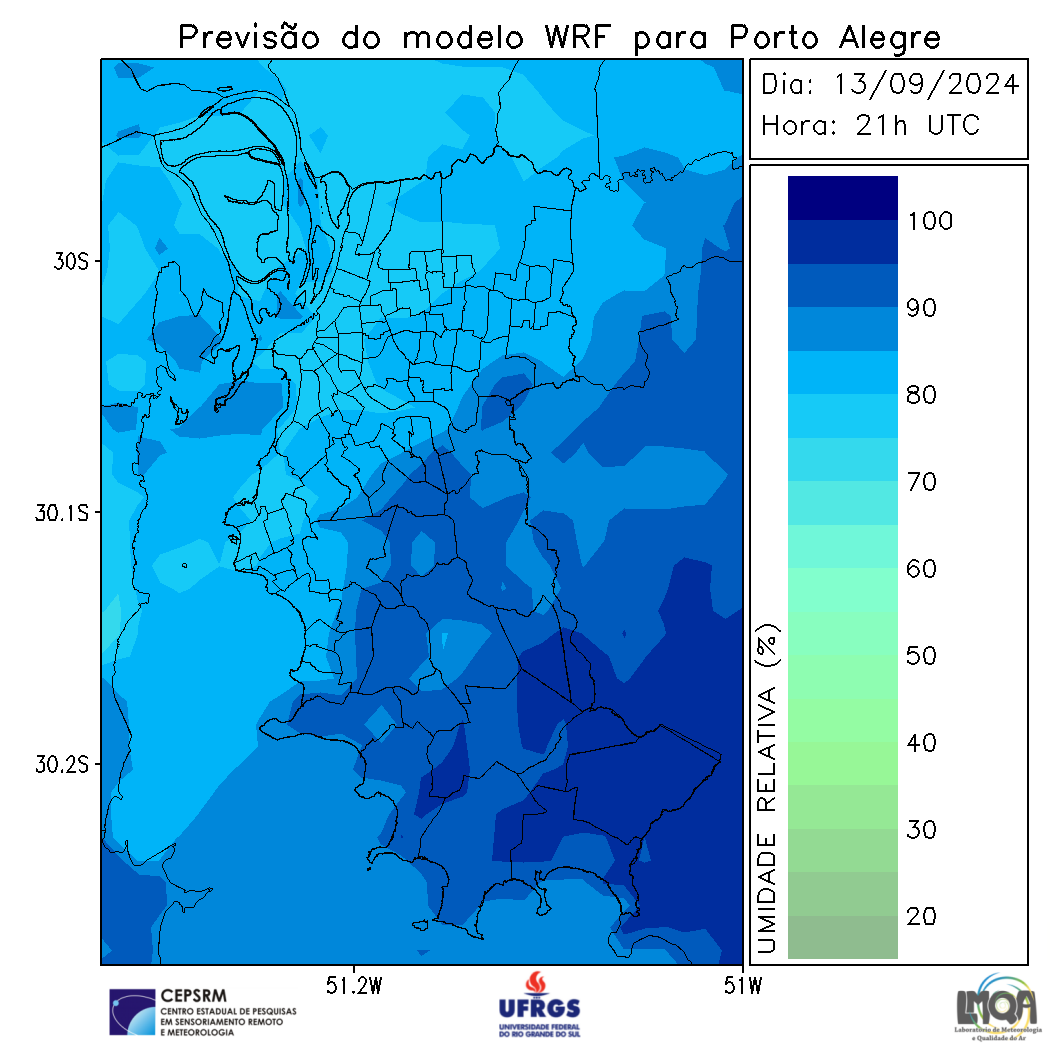 Previsão do modelo WRF para Porto Alegre
Dia: 13/09/2024
Hora: 21h UTC
30S
30.1S
30.2S
51.2W
51W
UMIDADE RELATIVA (%)
100
90
80
70
60
50
40
30
20
CEPSRM
CENTRO ESTADUAL DE PESQUISAS
EM SENSORIAMENTO REMOTO
E METEOROLOGIA
UFRGS
UNIVERSIDADE FEDERAL
DO RIO GRANDE DO SUL
LMQA
Laboratório de Meteorologia
e Qualidade do Ar